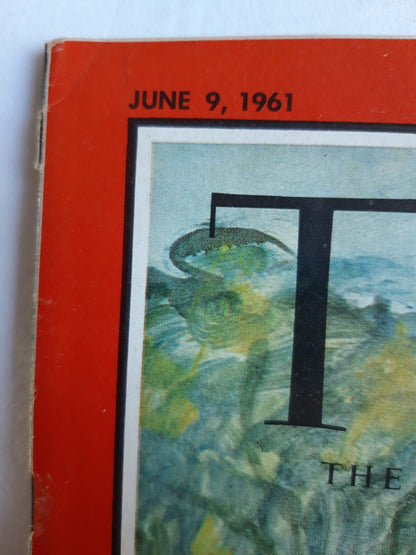 JUNE 9, 1961
T
THE